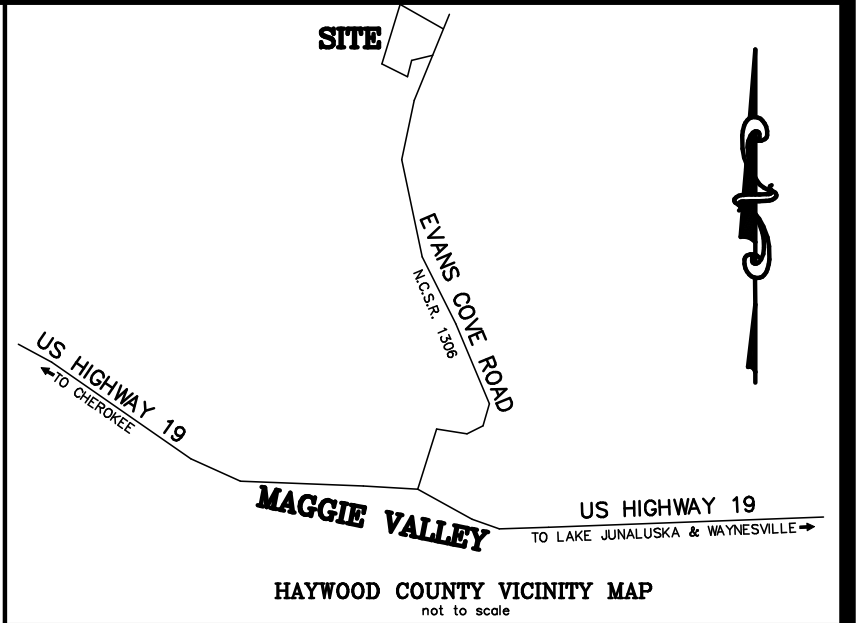 SITE
EVANS COVE ROAD
N.C.S.R. 1306
US HIGHWAY 19
TO CHEROKEE
MAGGIE VALLEY
US HIGHWAY 19
TO LAKE JUNALUSKA & WAYNESVILLE
HAYWOOD COUNTY VICINITY MAP
not to scale